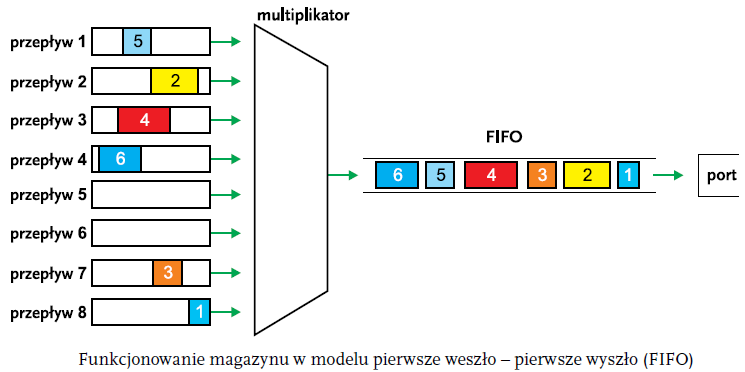 multiplikator
przepływ 1 5
przepływ 2 2
przepływ 3 4
przepływ 4 6
przepływ 5
przepływ 6
przepływ 7 3
przepływ 8 1
FIFO
6 5 4 3 2 1
port
Funkcjonowanie magazynu w modelu pierwsze weszło – pierwsze wyszło (FIFO)